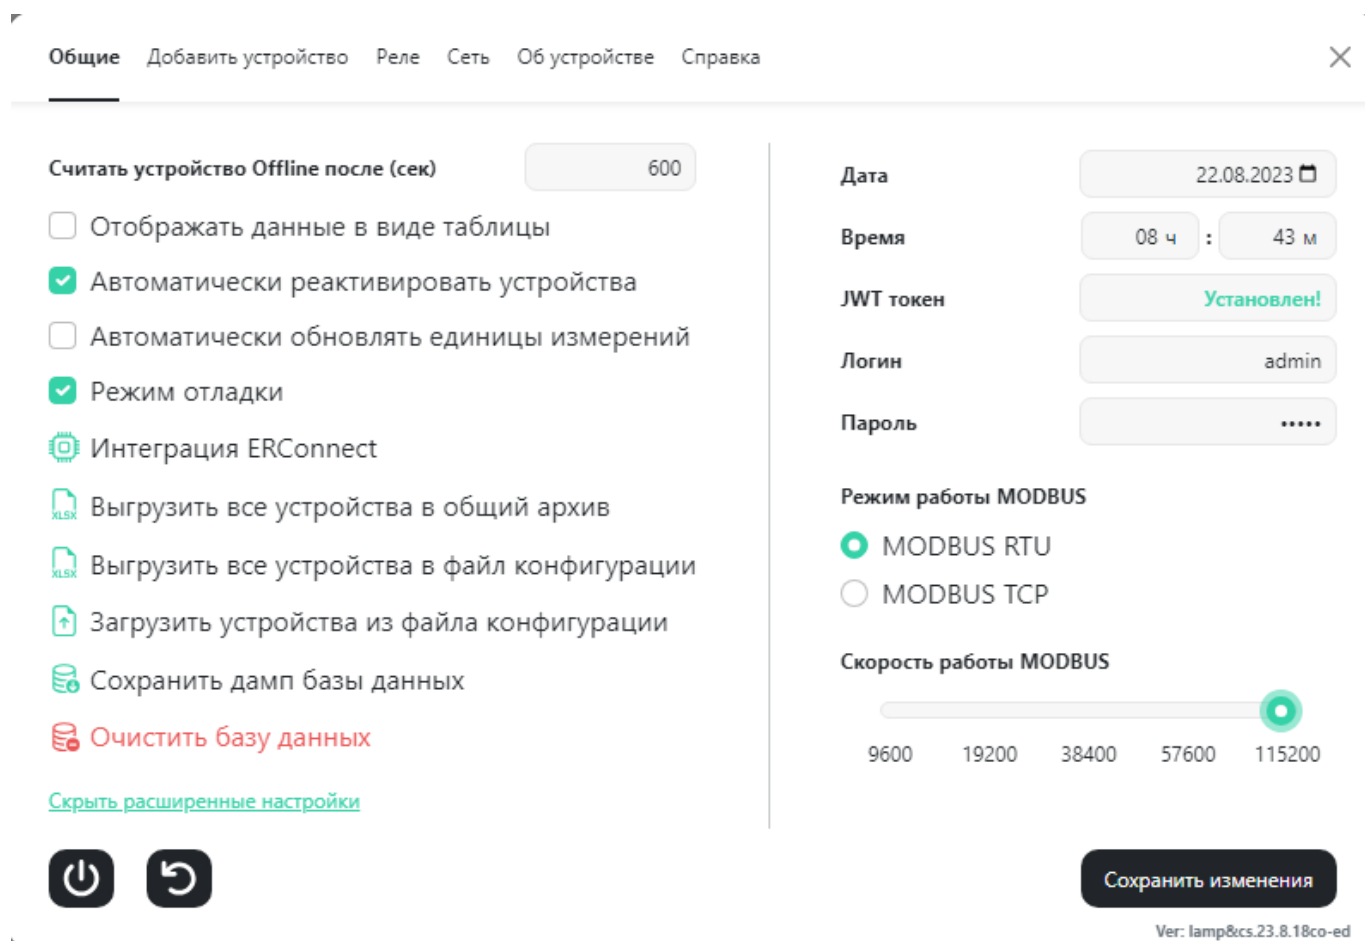 Общие Добавить устройство Реле Сеть Об устройстве Справка
Считать устройство Offline после (сек) 600
Отображать данные в виде таблицы
Автоматически реактивировать устройства
Автоматически обновлять единицы измерений
Режим отладки
Интеграция ERConnect
XLSX Выгрузить все устройства в общий архив
XLSX Выгрузить все устройства в файл конфигурации
Загрузить устройства из файла конфигурации
Сохранить дамп базы данных
Очистить базу данных
Скрыть расширенные настройки
Дата 22.08.2023
Время 08 ч : 43 м
JWT токен Установлен!
Логин admin
Пароль •••••
Режим работы MODBUS
MODBUS RTU
MODBUS TCP
Скорость работы MODBUS
9600 19200 38400 57600 115200
Сохранить изменения
Ver: lamp&cs.23.8.18co-ed